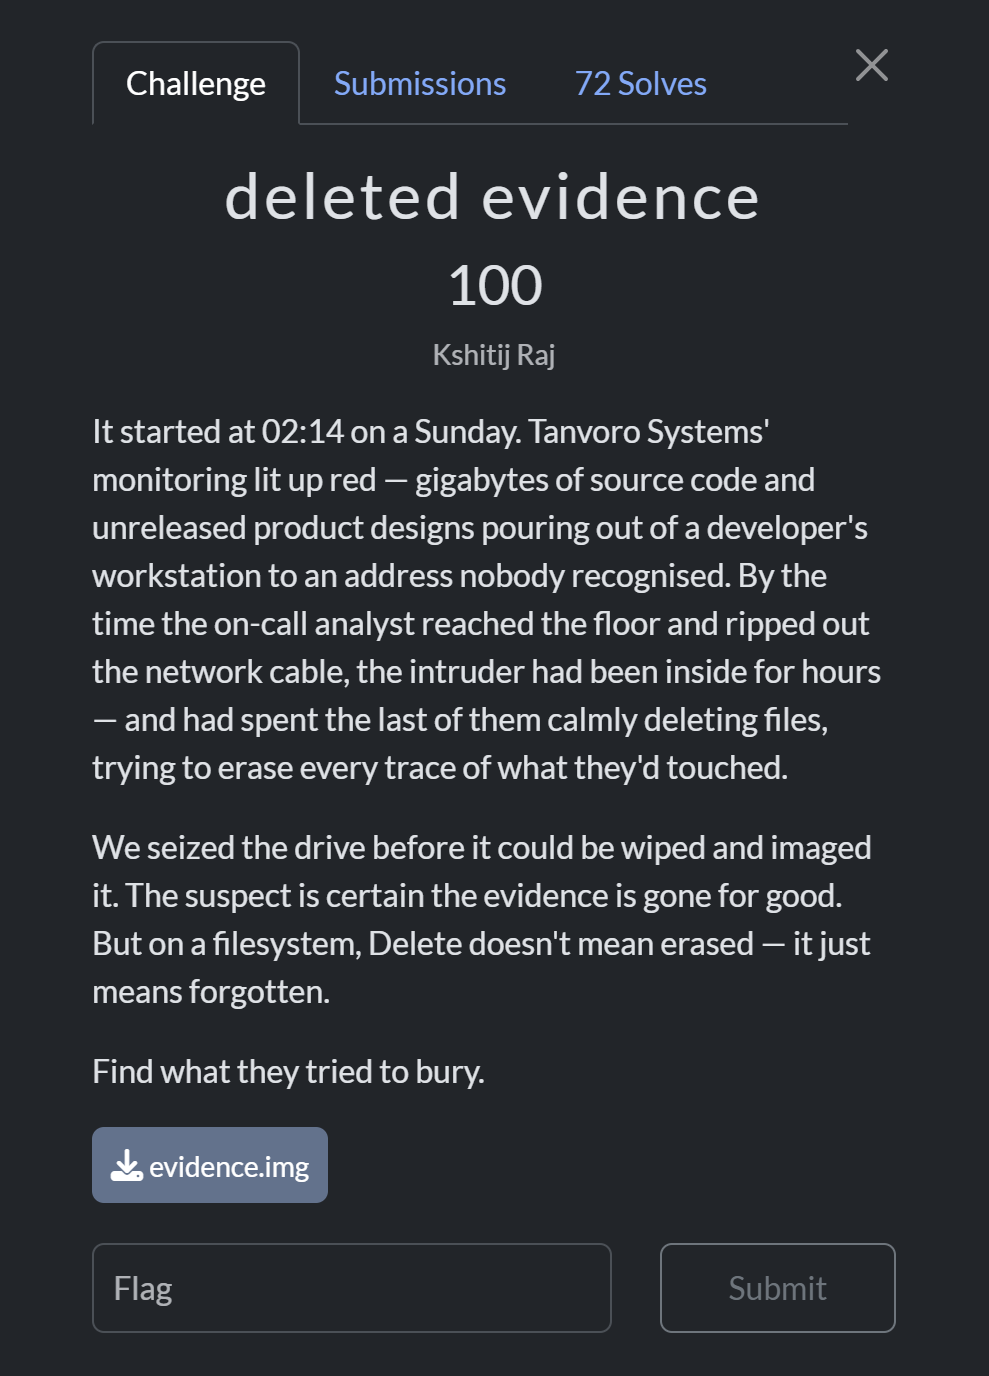 Challenge
Submissions
72 Solves
deleted evidence
100
Kshitij Raj
It started at 02:14 on a Sunday. Tanvoro Systems'
monitoring lit up red — gigabytes of source code and
unreleased product designs pouring out of a developer's
workstation to an address nobody recognised. By the
time the on-call analyst reached the floor and ripped out
the network cable, the intruder had been inside for hours
— and had spent the last of them calmly deleting files,
trying to erase every trace of what they'd touched.
We seized the drive before it could be wiped and imaged
it. The suspect is certain the evidence is gone for good.
But on a filesystem, Delete doesn't mean erased — it just
means forgotten.
Find what they tried to bury.
evidence.img
Flag
Submit